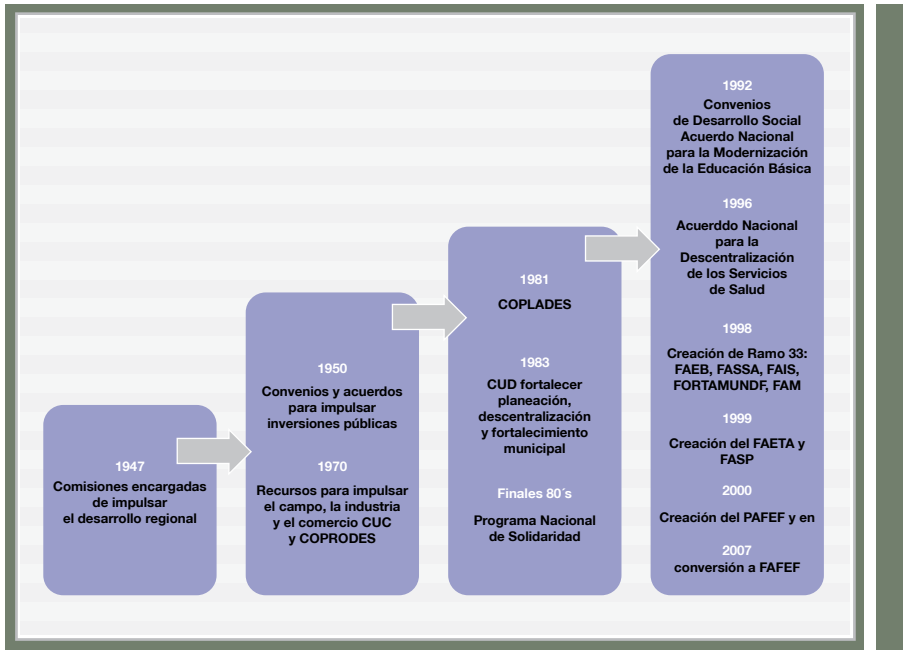 1947
Comisiones encargadas
de impulsar
el desarrollo regional
1950
Convenios y acuerdos
para impulsar
inversiones públicas
1970
Recursos para impulsar
el campo, la industria
y el comercio CUC
y COPRODES
1981
COPLADES
1983
CUD fortalecer
planeación,
descentralización
y fortalecimiento
municipal
Finales 80´s
Programa Nacional
de Solidaridad
1992
Convenios
de Desarrollo Social
Acuerdo Nacional
para la Modernización
de la Educación Básica
1996
Acuerddo Nacional
para la
Descentralización
de los Servicios
de Salud
1998
Creación de Ramo 33:
FAEB, FASSA, FAIS,
FORTAMUNDF, FAM
1999
Creación del FAETA y
FASP
2000
Creación del PAFEF y en
2007
conversión a FAFEF